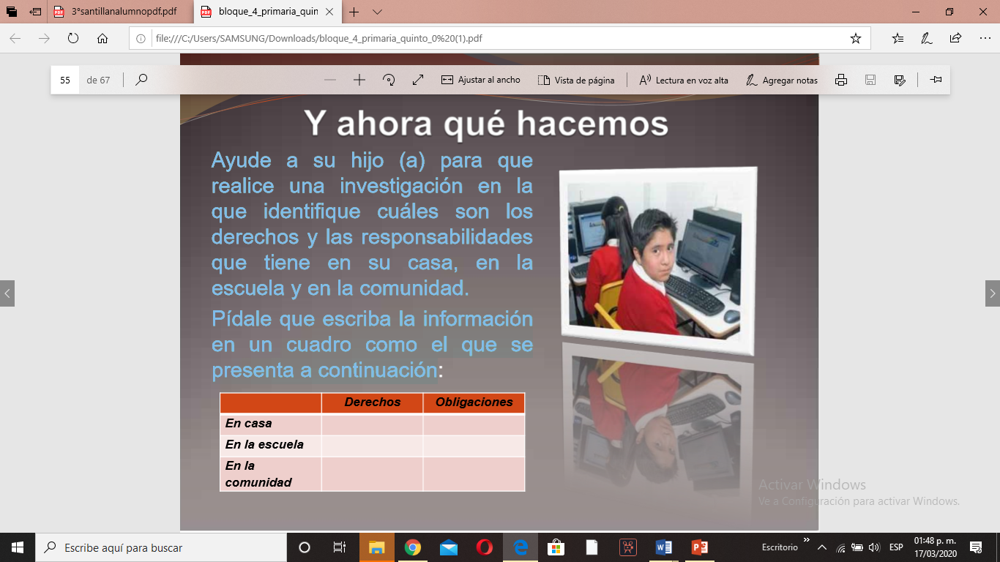 3°santillanalumnopdf.pdf
bloque_4_primaria_quin
file:///C:/Users/SAMSUNG/Downloads/bloque_4_primaria_quinto_0%20(1).pdf
55 de 67
Ajustar al ancho
Vista de página
Lectura en voz alta
Agregar notas
Y ahora qué hacemos
Ayude a su hijo (a) para que
realice una investigación en la
que identifique cuáles son los
derechos y las responsabilidades
que tiene en su casa, en la
escuela y en la comunidad.
Pídale que escriba la información
en un cuadro como el que se
presenta a continuación:
Derechos Obligaciones
En casa
En la escuela
En la
comunidad
Activar Windows
Ve a Configuración para activar Windows.
Escribe aquí para buscar
Escritorio
ESP
01:48 p. m.
17/03/2020